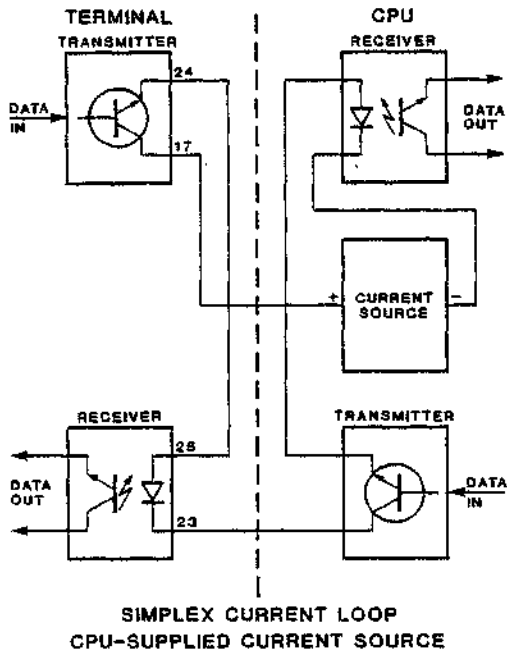 TERMINAL
CPU
TRANSMITTER
RECEIVER
24
DATA
IN
17
DATA
OUT
+
CURRENT
SOURCE
−
RECEIVER
TRANSMITTER
25
DATA
OUT
DATA
IN
23
SIMPLEX CURRENT LOOP
CPU-SUPPLIED CURRENT SOURCE